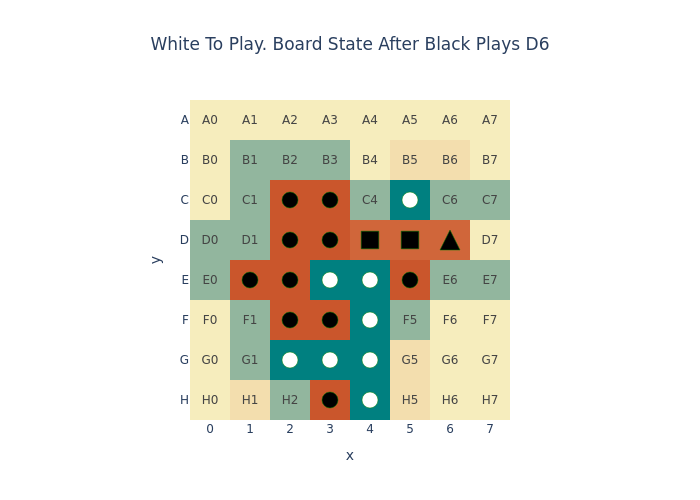 White To Play. Board State After Black Plays D6
A A0 A1 A2 A3 A4 A5 A6 A7
B B0 B1 B2 B3 B4 B5 B6 B7
C C0 C1 C4 C6 C7
D D0 D1 D7
y
E E0 E6 E7
F F0 F1 F5 F6 F7
G G0 G1 G5 G6 G7
H H0 H1 H2 H5 H6 H7
0 1 2 3 4 5 6 7
x